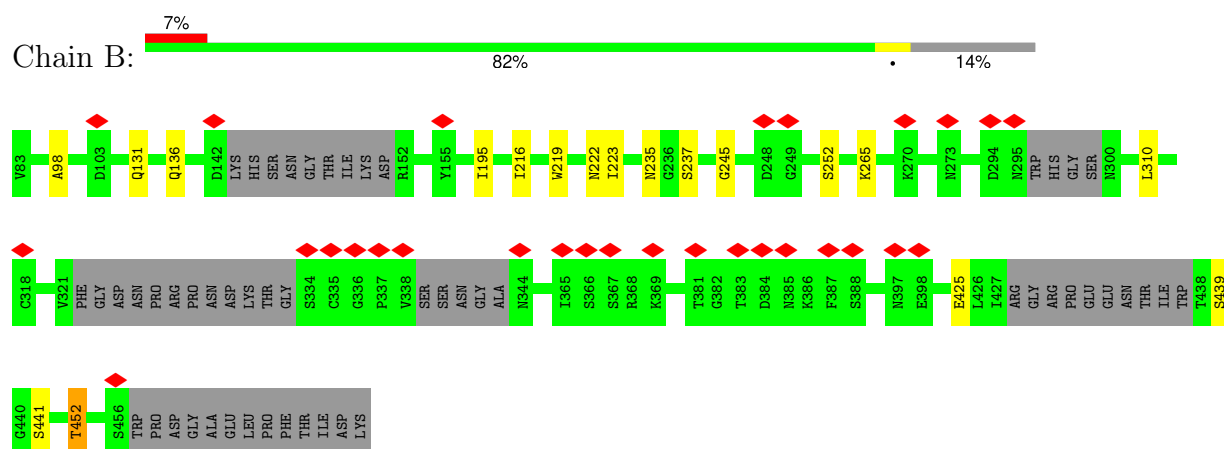 7%
Chain B:
82% • 14%
V83 A98 D103 Q131 Q136 D142 LYS HIS SER ASN GLY THR ILE LYS ASP R152 Y155 I195 I216 W219 N222 I223 N235 G236 S237 G245 D248 G249 S252 K265 K270 N273 D294 N295 TRP HIS GLY SER N300 L310
C318 V321 PHE GLY ASP ASN PRO ARG PRO ASN ASP LYS THR GLY S334 C335 G336 P337 V338 SER SER ASN GLY ALA N344 I365 S366 S367 R368 K369 T381 G382 T383 D384 N385 K386 F387 S388 N397 E398 E425 L426 I427 ARG GLY ARG PRO GLU GLU ASN THR ILE TRP T438 S439
G440 S441 T452 S456 TRP PRO ASP GLY ALA GLU LEU PRO PHE THR ILE ASP LYS